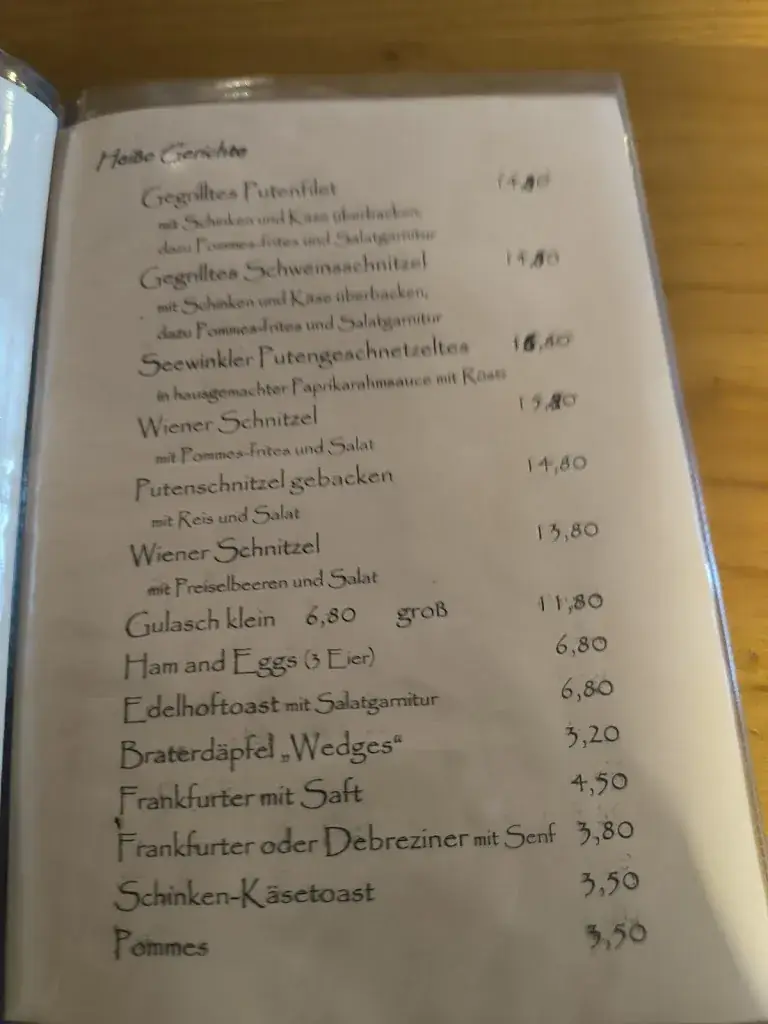 Heiße Gerichte
Gegrilltes Putenfilet
mit Schinken und Käse überbacken,
dazu Pommes-frites und Salatgarnitur
Gegrilltes Schweinsschnitzel
mit Schinken und Käse überbacken,
dazu Pommes-frites und Salatgarnitur
Seewinkler Putengeschnetzeltes
in hausgemachter Paprikarahmsauce mit Rösti
Wiener Schnitzel
mit Pommes-frites und Salat
Putenschnitzel gebacken 14,80
mit Reis und Salat
Wiener Schnitzel 13,80
mit Preiselbeeren und Salat
Gulasch klein 6,80 groß 11,80
Ham and Eggs (3 Eier) 6,80
Edelhoftoast mit Salatgarnitur 6,80
Braterdäpfel „Wedges“ 3,20
Frankfurter mit Saft 4,50
Frankfurter oder Debreziner mit Senf 3,80
Schinken-Käsetoast 3,50
Pommes 3,50